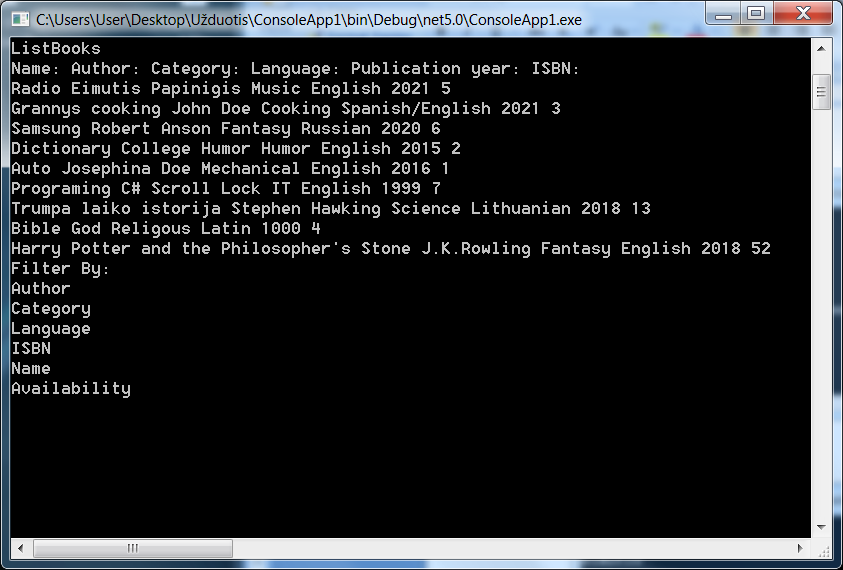 C:\Users\User\Desktop\Užduotis\ConsoleApp1\bin\Debug\net5.0\ConsoleApp1.exe
ListBooks
Name: Author: Category: Language: Publication year: ISBN:
Radio Eimutis Papinigis Music English 2021 5
Grannys cooking John Doe Cooking Spanish/English 2021 3
Samsung Robert Anson Fantasy Russian 2020 6
Dictionary College Humor Humor English 2015 2
Auto Josephina Doe Mechanical English 2016 1
Programing C# Scroll Lock IT English 1999 7
Trumpa laiko istorija Stephen Hawking Science Lithuanian 2018 13
Bible God Religous Latin 1000 4
Harry Potter and the Philosopher's Stone J.K.Rowling Fantasy English 2018 52
Filter By:
Author
Category
Language
ISBN
Name
Availability